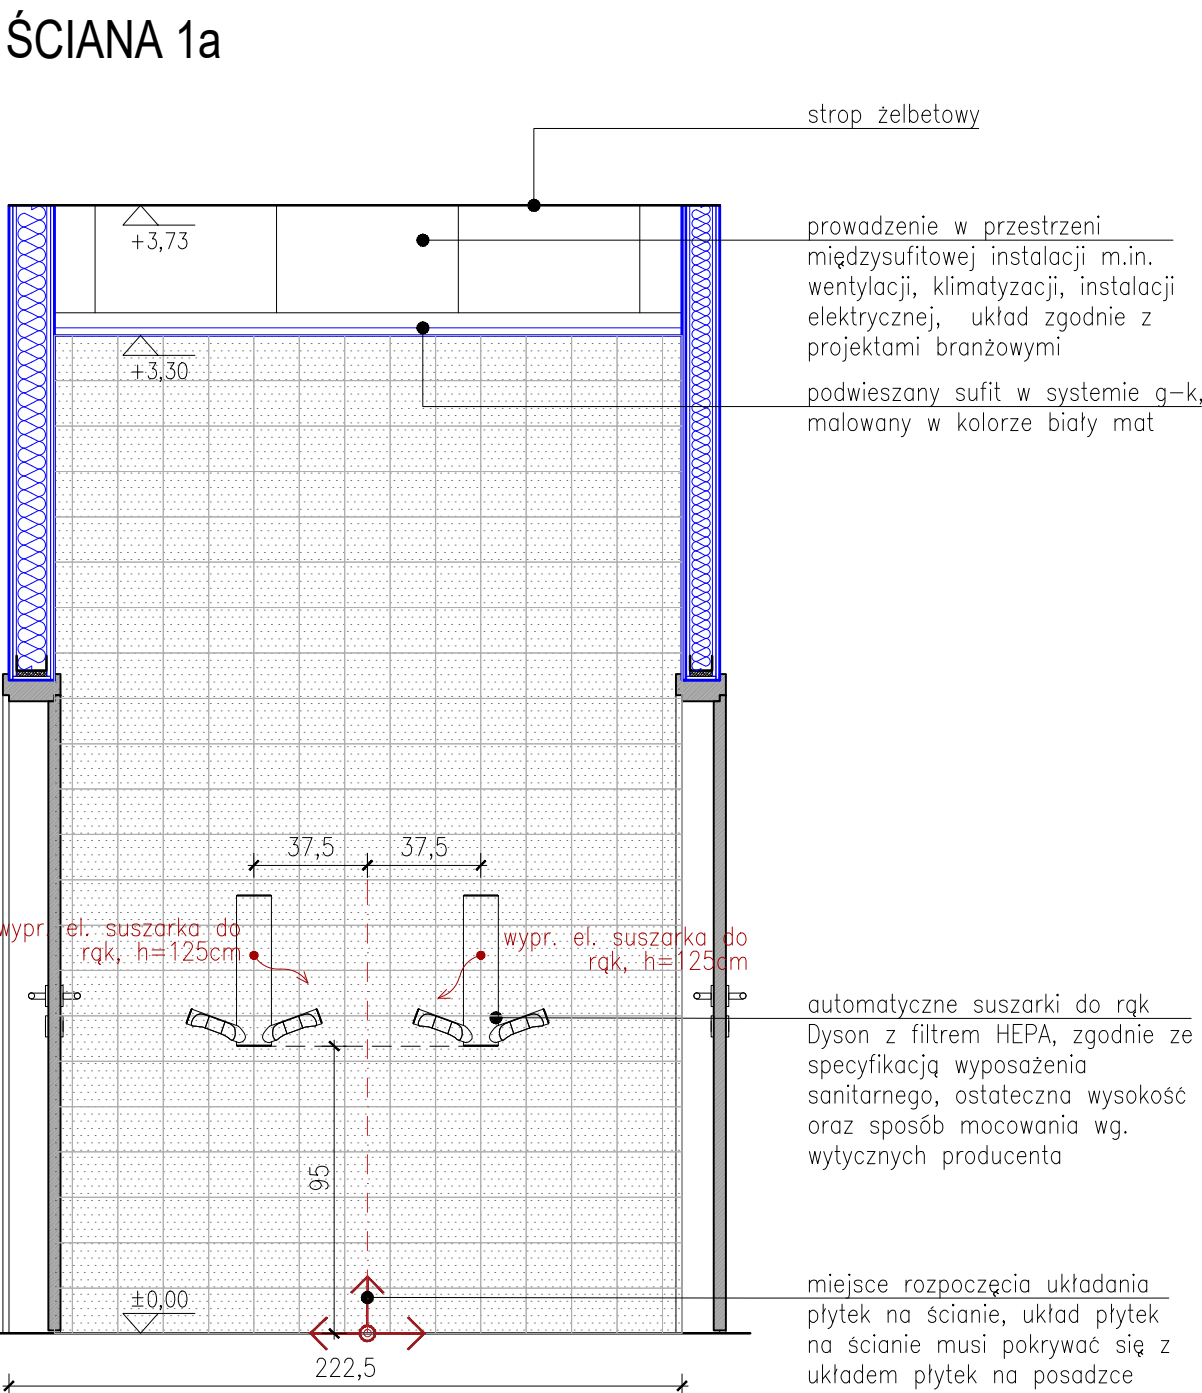 ŚCIANA 1a
strop żelbetowy
+3,73
prowadzenie w przestrzeni
międzysufitowej instalacji m.in.
wentylacji, klimatyzacji, instalacji
elektrycznej, układ zgodnie z
projektami branżowymi
+3,30
podwieszany sufit w systemie g-k,
malowany w kolorze biały mat
37,5
37,5
wypr. el. suszarka do
rąk, h=125cm
wypr. el. suszarka do
rąk, h=125cm
automatyczne suszarki do rąk
Dyson z filtrem HEPA, zgodnie ze
specyfikacją wyposażenia
sanitarnego, ostateczna wysokość
oraz sposób mocowania wg.
wytycznych producenta
95
±0,00
miejsce rozpoczęcia układania
płytek na ścianie, układ płytek
na ścianie musi pokrywać się z
układem płytek na posadzce
222,5